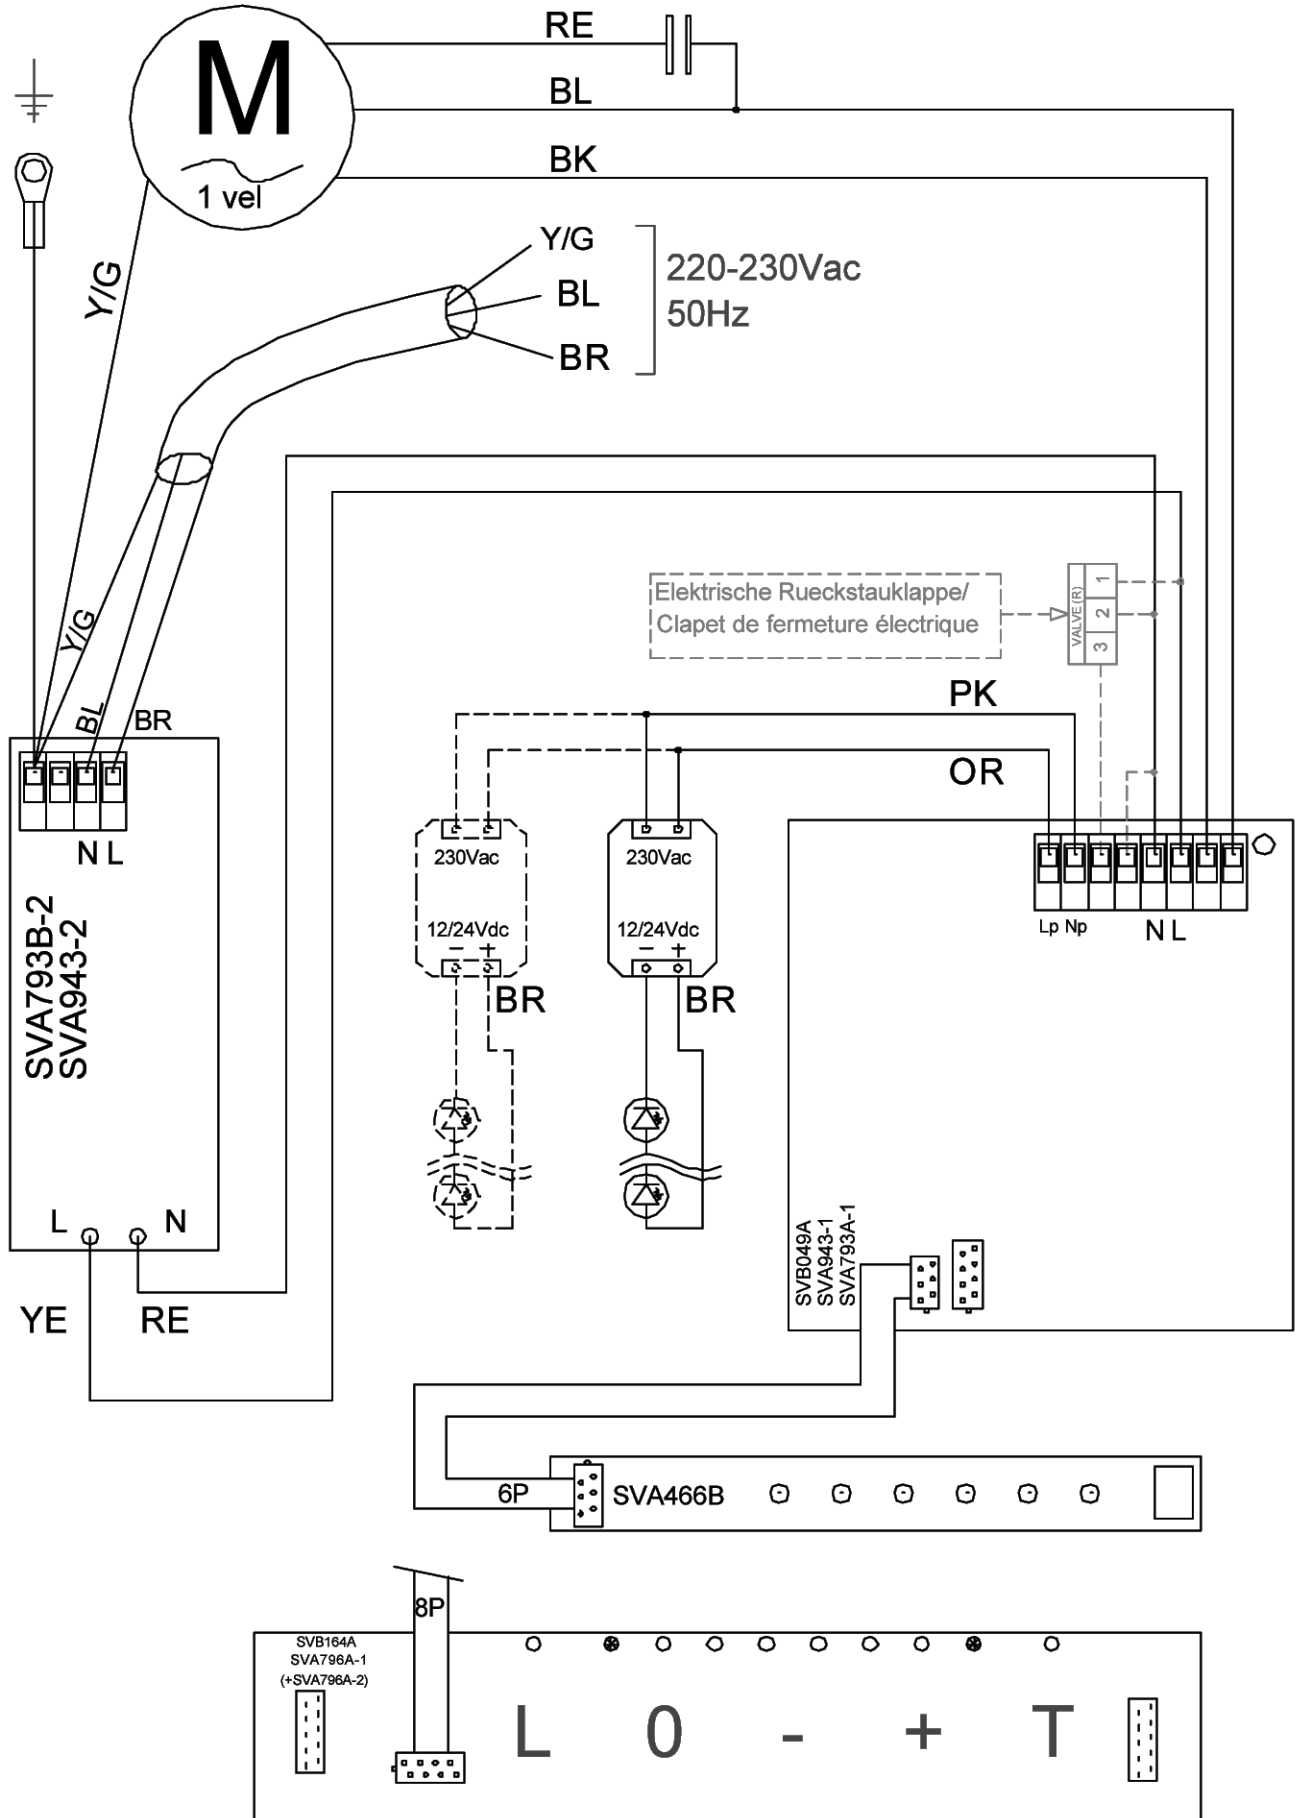 RE
M
BL
BK
1 vel
Y/G
Y/G
220-230Vac
BL
50Hz
BR
Elektrische Rueckstauklappe/
Clapet de fermeture électrique
VALVE (R)
1
2
3
Y/G
BL
BR
PK
OR
N L
230Vac
230Vac
12/24Vdc
- +
12/24Vdc
- +
Lp Np
N L
SVA793B-2
SVA943-2
BR
BR
L
N
SVB049A
SVA943-1
SVA793A-1
YE
RE
6P
SVA466B
8P
SVB164A
SVA796A-1
(+SVA796A-2)
L 0 - + T